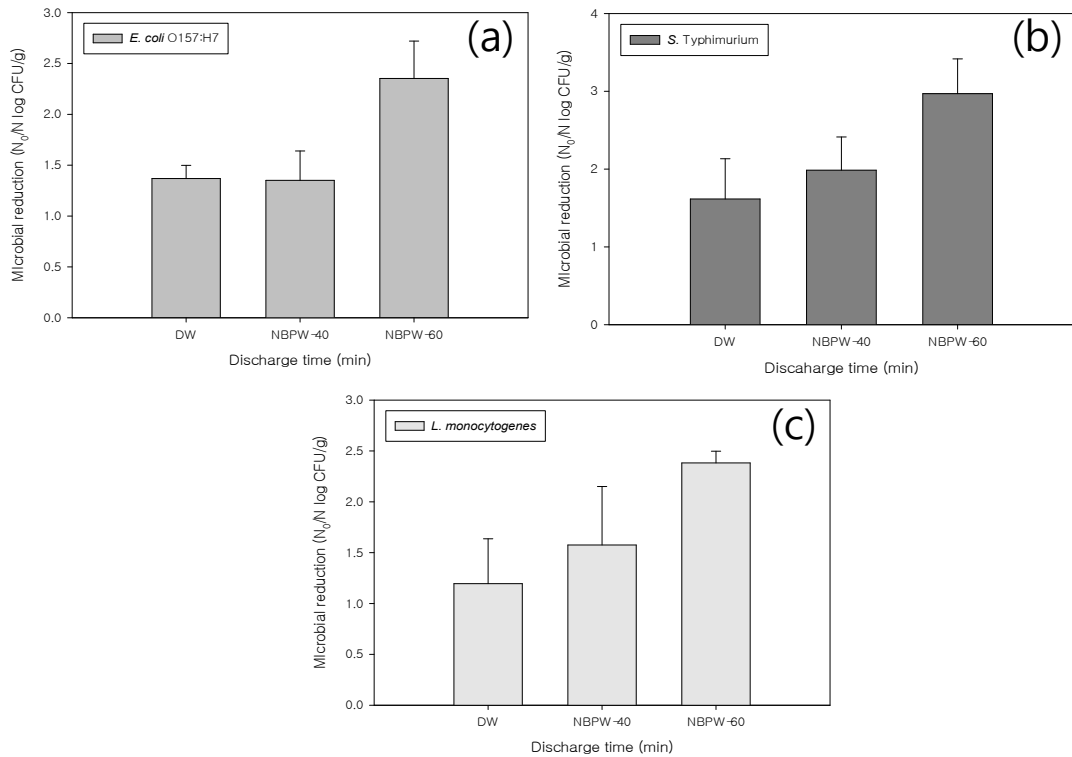 (a)
E. coli O157:H7
MIcrobial reduction (N₀/N log CFU/g)
3.0
2.5
2.0
1.5
1.0
0.5
0.0
DW NBPW-40 NBPW-60
Discharge time (min)
(b)
S. Typhimurium
MIcrobial reduction (N₀/N log CFU/g)
4
3
2
1
0
DW NBPW-40 NBPW-60
Discaharge time (min)
(c)
L. monocytogenes
MIcrobial reduction (N₀/N log CFU/g)
3.0
2.5
2.0
1.5
1.0
0.5
0.0
DW NBPW-40 NBPW-60
Discharge time (min)